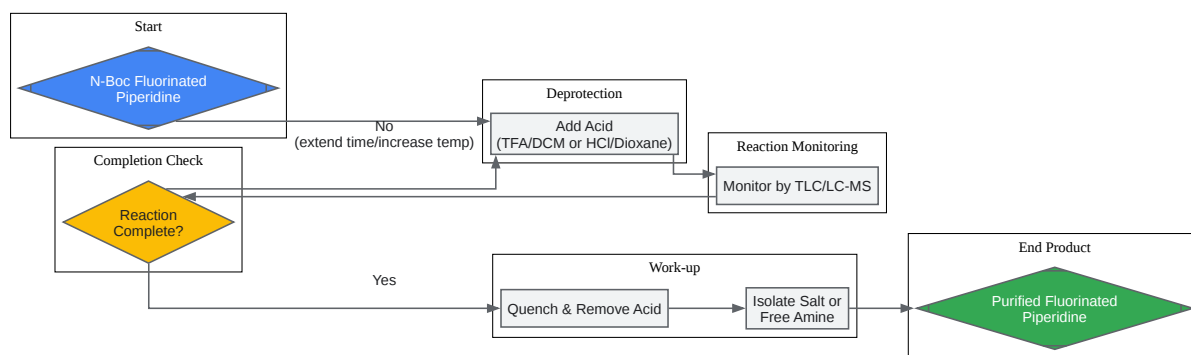 Start
N-Boc Fluorinated
Piperidine
Deprotection
Add Acid
(TFA/DCM or HCl/Dioxane)
No
(extend time/increase temp)
Reaction Monitoring
Monitor by TLC/LC-MS
Completion Check
Reaction
Complete?
Yes
Work-up
Quench & Remove Acid
Isolate Salt or
Free Amine
End Product
Purified Fluorinated
Piperidine